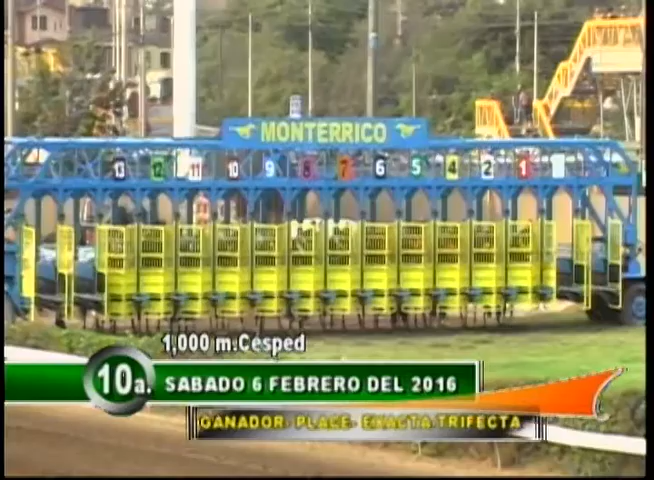 MONTERRICO
13 12 11 10 9 8 7 6 5 4 2 1
1,000 m.Cesped
10a. SABADO 6 FEBRERO DEL 2016
GANADOR- PLACE- EXACTA.TRIFECTA